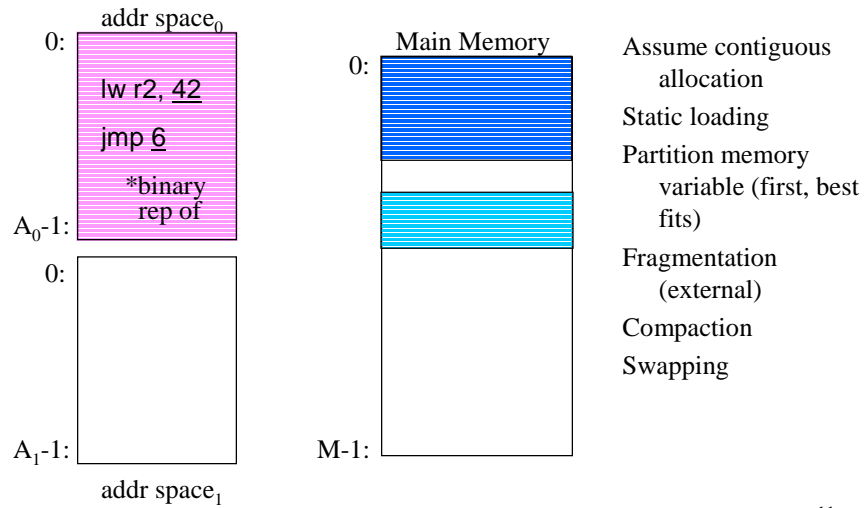 addr space0
0:
lw r2, 42
jmp 6
*binary
rep of
A0-1:
0:
A1-1:
addr space1
Main Memory
0:
M-1:
Assume contiguous
allocation
Static loading
Partition memory
variable (first, best
fits)
Fragmentation
(external)
Compaction
Swapping